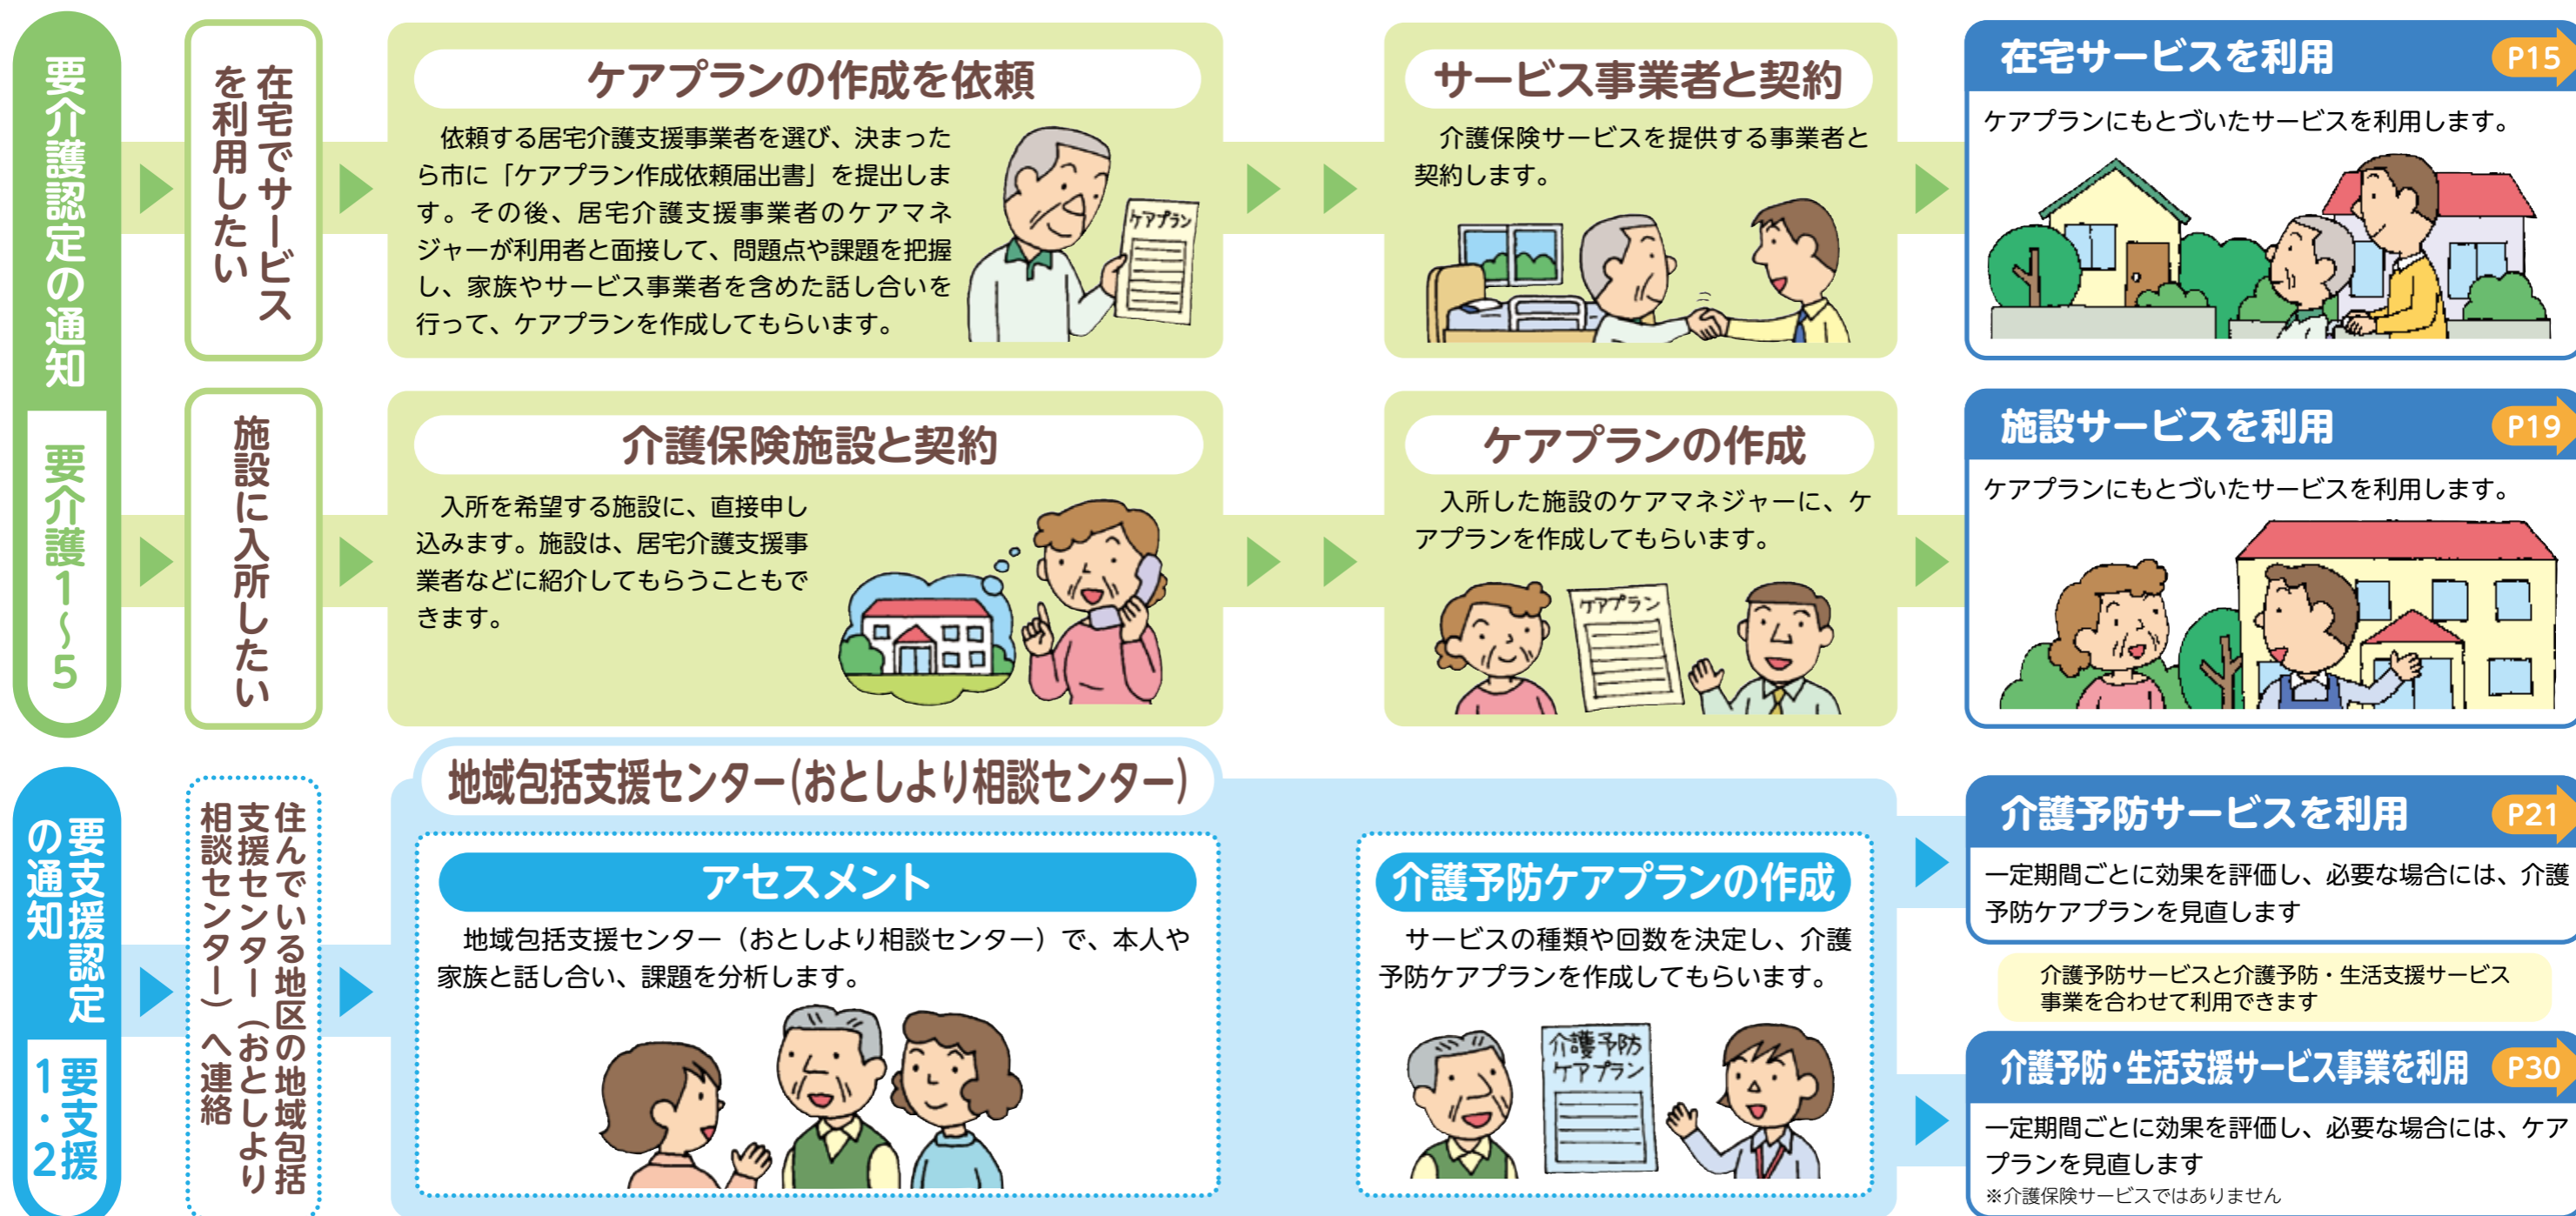 要介護認定の通知
要介護1~5
在宅でサービス
を利用したい
ケアプランの作成を依頼
依頼する居宅介護支援事業者を選び、決まった
ら市に「ケアプラン作成依頼届出書」を提出しま
す。その後、居宅介護支援事業者のケアマネ
ジャーが利用者と面接して、問題点や課題を把握
し、家族やサービス事業者を含めた話し合いを
行って、ケアプランを作成してもらいます。
ケアプラン
サービス事業者と契約
介護保険サービスを提供する事業者と
契約します。
在宅サービスを利用
P15
ケアプランにもとづいたサービスを利用します。
施設に入所したい
介護保険施設と契約
入所を希望する施設に、直接申し
込みます。施設は、居宅介護支援事
業者などに紹介してもらうこともで
きます。
ケアプランの作成
入所した施設のケアマネジャーに、ケ
アプランを作成してもらいます。
ケアプラン
施設サービスを利用
P19
ケアプランにもとづいたサービスを利用します。
要支援認定
の通知
要支援
1・2
住んでいる地区の地域包括
支援センター(おとしより
相談センター)へ連絡
地域包括支援センター(おとしより相談センター)
アセスメント
地域包括支援センター(おとしより相談センター)で、本人や
家族と話し合い、課題を分析します。
介護予防ケアプランの作成
サービスの種類や回数を決定し、介護
予防ケアプランを作成してもらいます。
介護予防
ケアプラン
介護予防サービスを利用
P21
一定期間ごとに効果を評価し、必要な場合には、介護
予防ケアプランを見直します
介護予防サービスと介護予防・生活支援サービス
事業を合わせて利用できます
介護予防・生活支援サービス事業を利用
P30
一定期間ごとに効果を評価し、必要な場合には、ケア
プランを見直します
※介護保険サービスではありません